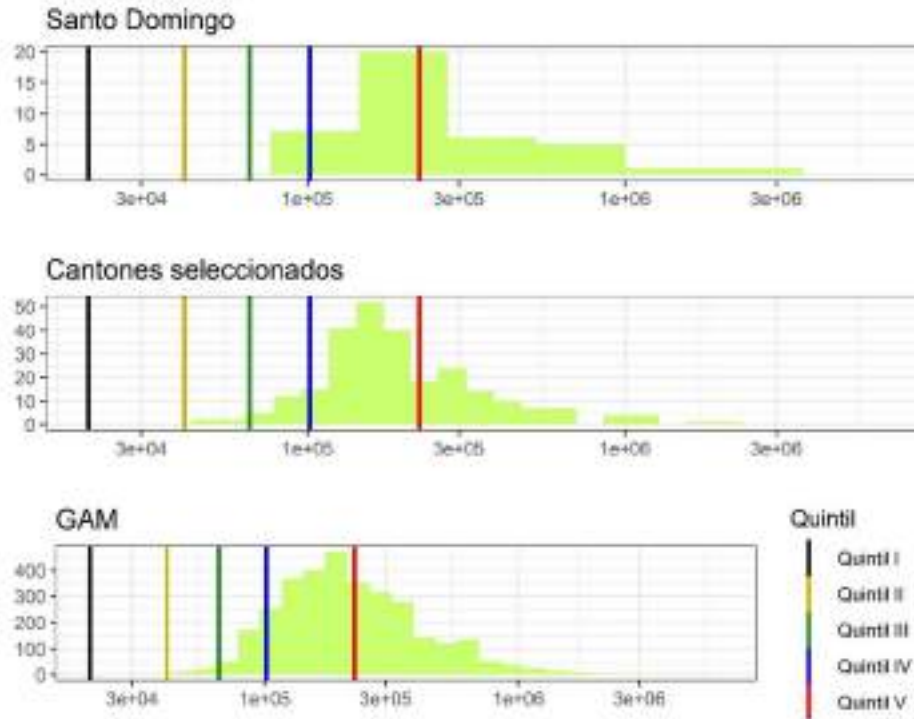 Santo Domingo
20
15
10
5
0
3e+04 1e+05 3e+05 1e+06 3e+06
Cantones seleccionados
50
40
30
20
10
0
3e+04 1e+05 3e+05 1e+06 3e+06
GAM
400
300
200
100
0
3e+04 1e+05 3e+05 1e+06 3e+06
Quintil
Quintil I
Quintil II
Quintil III
Quintil IV
Quintil V